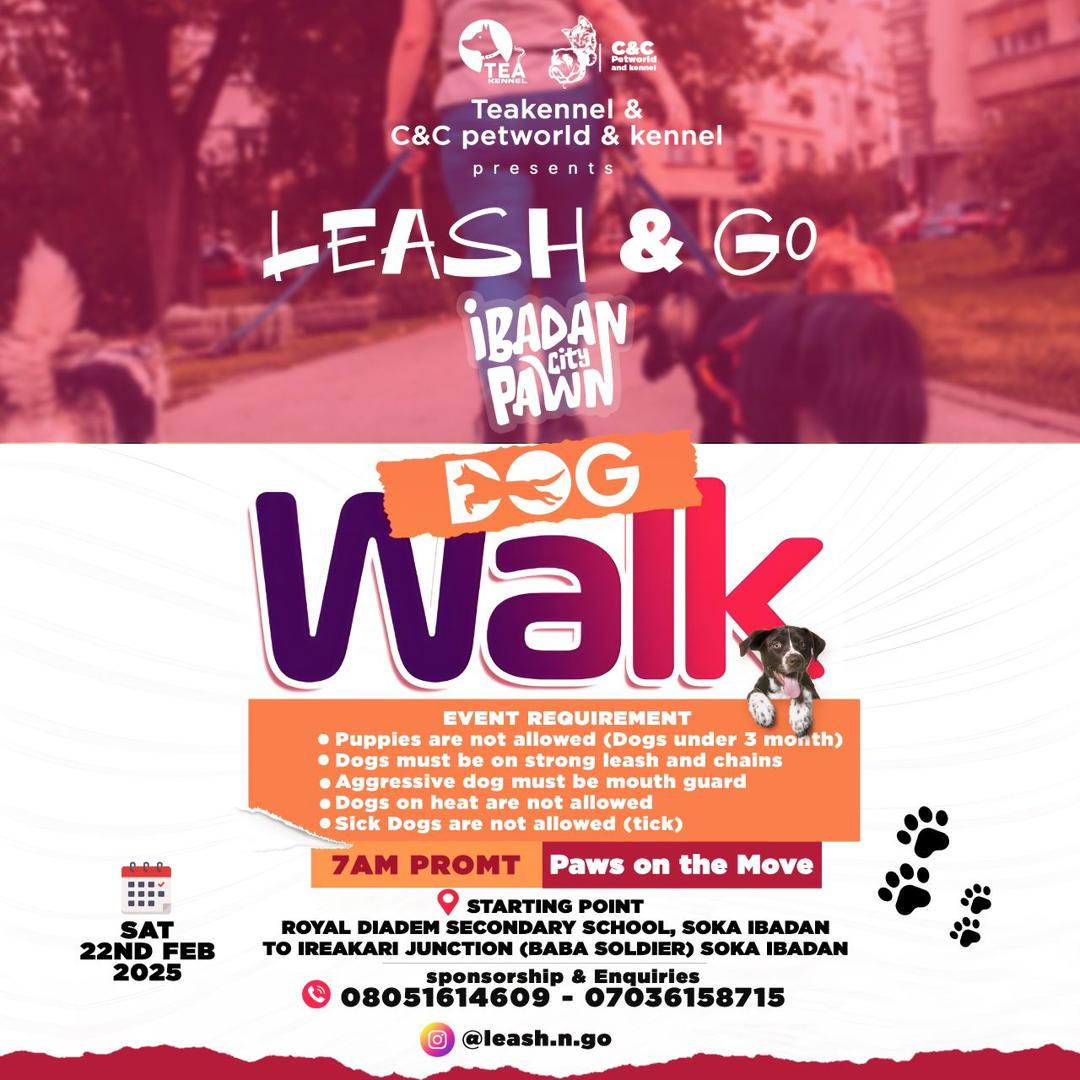 TEA
KENNEL
C&C
Petworld
and kennel
Teakennel &
C&C petworld & kennel
presents
LEASH & GO
iBADAN
City
PAWN
DOG
Walk
EVENT REQUIREMENT
• Puppies are not allowed (Dogs under 3 month)
• Dogs must be on strong leash and chains
• Aggressive dog must be mouth guard
• Dogs on heat are not allowed
• Sick Dogs are not allowed (tick)
7AM PROMT
Paws on the Move
STARTING POINT
ROYAL DIADEM SECONDARY SCHOOL, SOKA IBADAN
TO IREAKARI JUNCTION (BABA SOLDIER) SOKA IBADAN
SAT
22ND FEB
2025
sponsorship & Enquiries
08051614609 - 07036158715
@leash.n.go